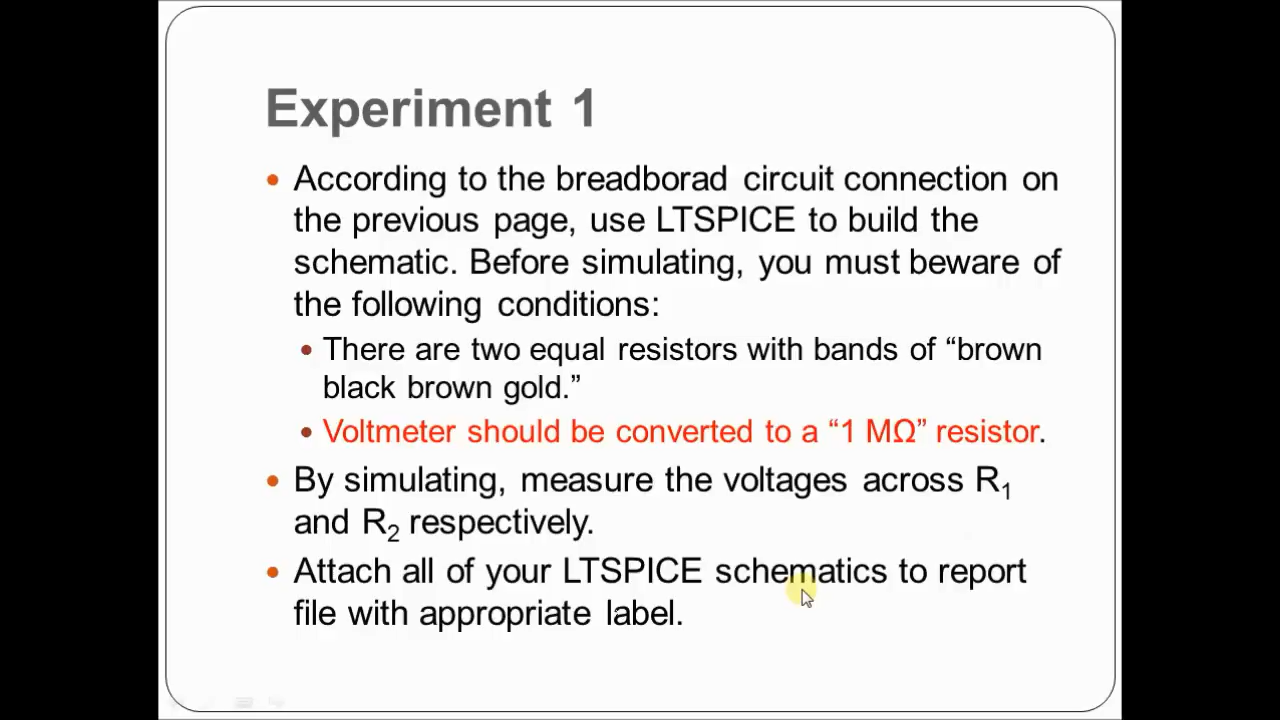 Experiment 1
• According to the breadborad circuit connection on
the previous page, use LTSPICE to build the
schematic. Before simulating, you must beware of
the following conditions:
• There are two equal resistors with bands of “brown
black brown gold.”
• Voltmeter should be converted to a “1 MΩ” resistor.
• By simulating, measure the voltages across R₁
and R₂ respectively.
• Attach all of your LTSPICE schematics to report
file with appropriate label.